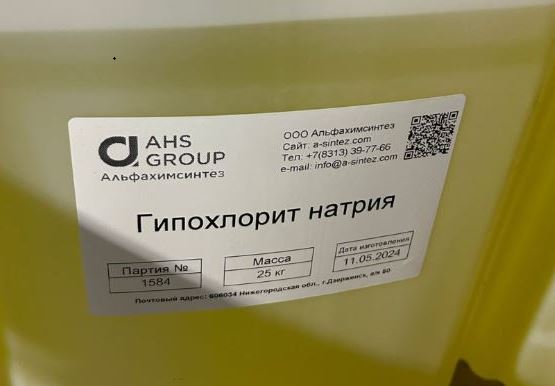 AHS
GROUP
Альфахимсинтез
ООО Альфахимсинтез
Сайт: a-sintez.com
Тел: +7(8313) 39-77-66
e-mail: info@a-sintez.com
Гипохлорит натрия
Партия №
1584
Масса
25 кг
Дата изготовления
11.05.2024
Почтовый адрес: 606034 Нижегородская обл., г.Дзержинск, а/я 60